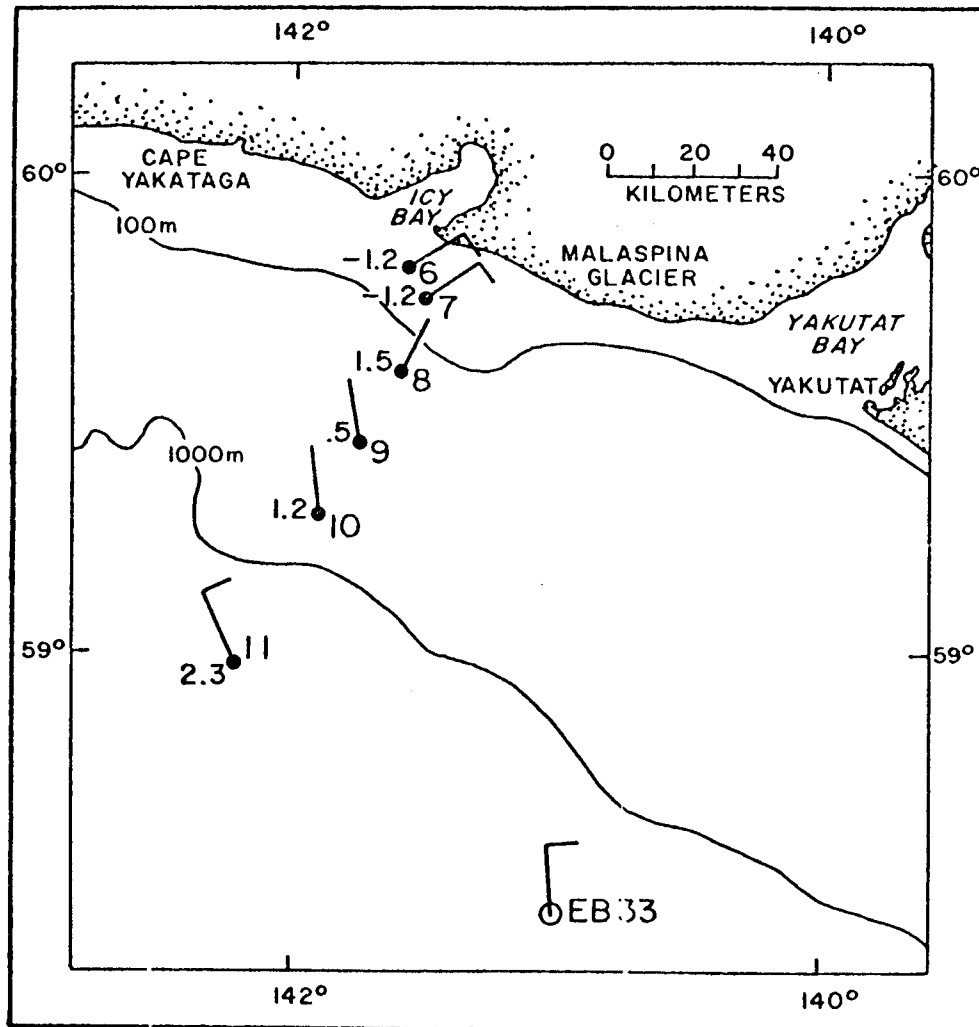 142° 140°
0 20 40
KILOMETERS
60° 60°
CAPE
YAKATAGA
ICY
BAY
100m
MALASPINA
GLACIER
-1.2 6
-1.2 7
YAKUTAT
BAY
1.5 8
YAKUTAT
.5 9
1000m
1.2 10
59° 59°
2.3 11
EB 33
142° 140°